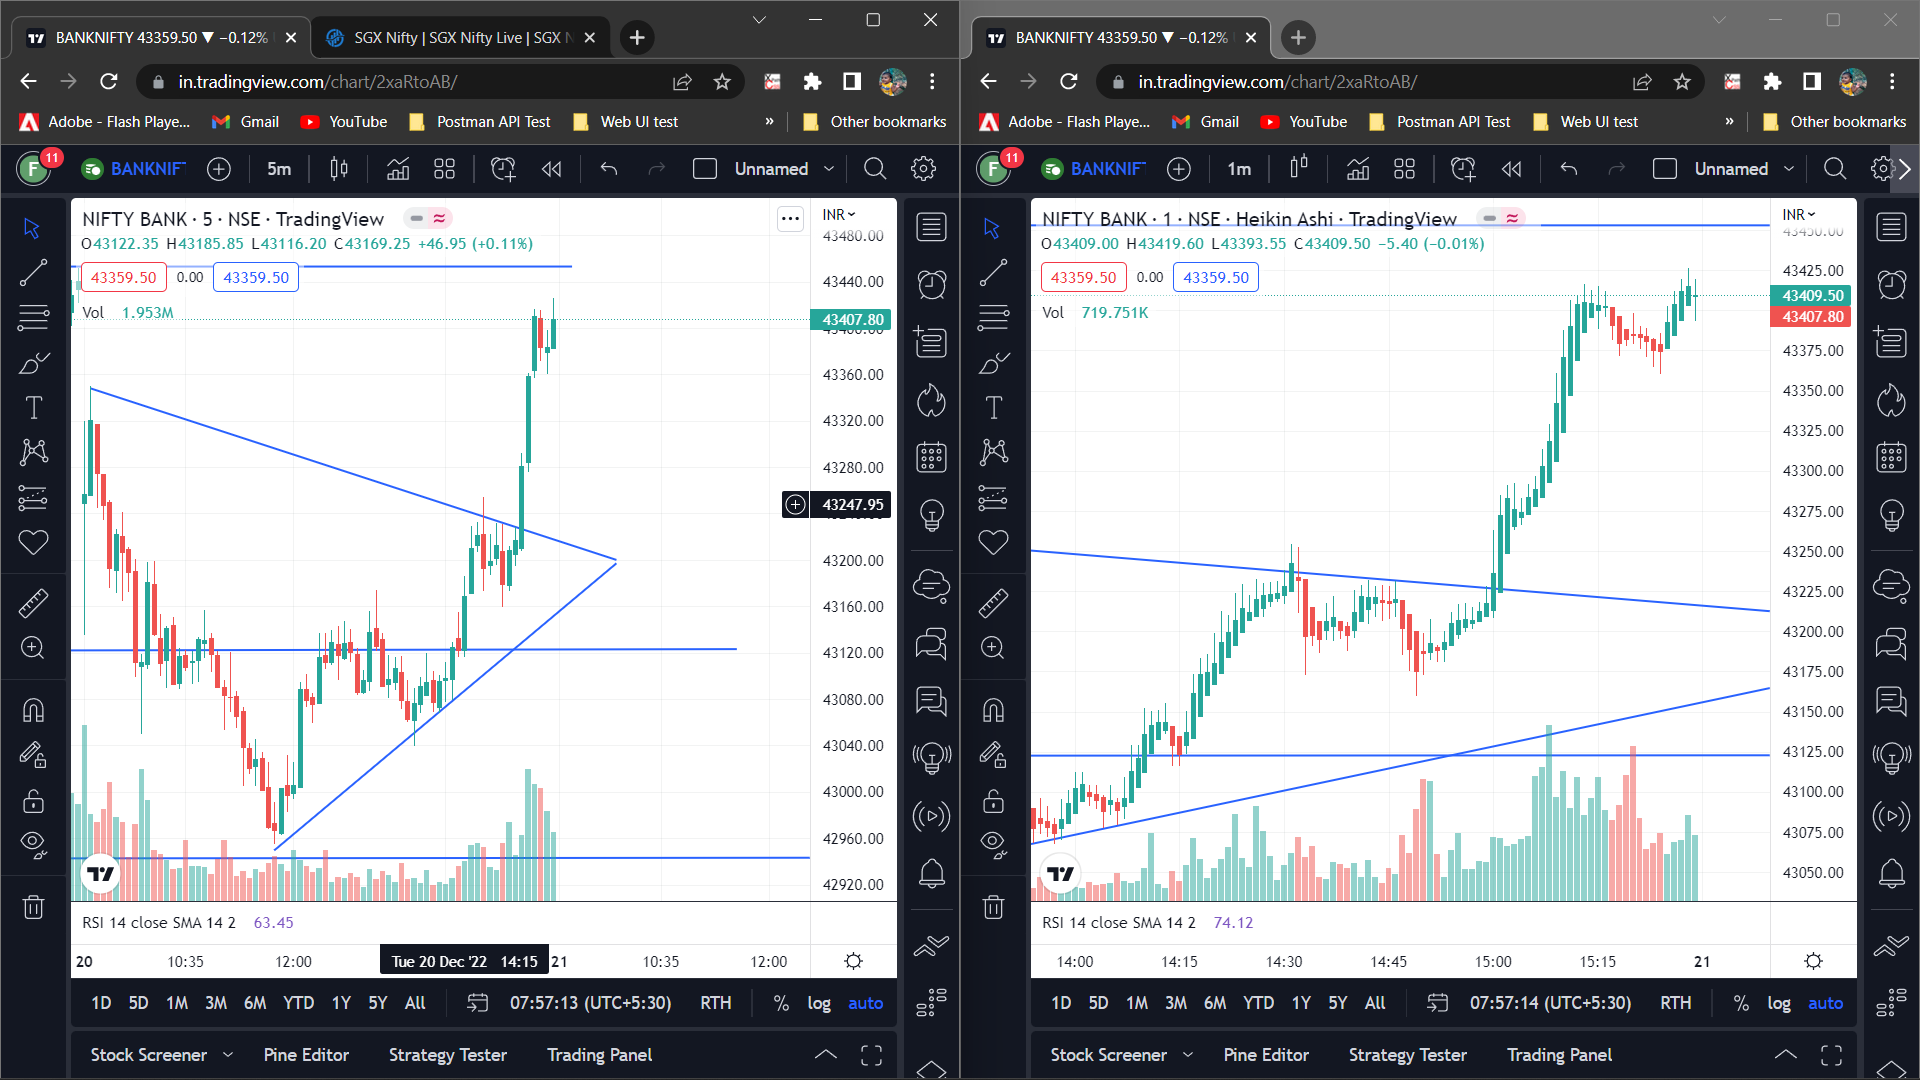 BANKNIFTY 43359.50 ▼ −0.12%
SGX Nifty | SGX Nifty Live | SGX N
in.tradingview.com/chart/2xaRtoAB/
Adobe - Flash Playe...
Gmail
YouTube
Postman API Test
Web UI test
»
Other bookmarks
F
11
BANKNIFT
5m
Unnamed
NIFTY BANK · 5 · NSE · TradingView
O43122.35 H43185.85 L43116.20 C43169.25 +46.95 (+0.11%)
43359.50
0.00
43359.50
Vol 1.953M
INR
43480.00
43440.00
43407.80
43400.00
43360.00
43320.00
43280.00
43247.95
43200.00
43160.00
43120.00
43080.00
43040.00
43000.00
42960.00
42920.00
RSI 14 close SMA 14 2 63.45
20
10:35
12:00
Tue 20 Dec '22 14:15
21
10:35
12:00
1D 5D 1M 3M 6M YTD 1Y 5Y All
07:57:13 (UTC+5:30)
RTH
%
log
auto
Stock Screener
Pine Editor
Strategy Tester
Trading Panel
BANKNIFTY 43359.50 ▼ −0.12%
in.tradingview.com/chart/2xaRtoAB/
Adobe - Flash Playe...
Gmail
YouTube
Postman API Test
Web UI test
»
Other bookmarks
F
11
BANKNIFT
1m
Unnamed
NIFTY BANK · 1 · NSE · Heikin Ashi · TradingView
O43409.00 H43419.60 L43393.55 C43409.50 −5.40 (−0.01%)
43359.50
0.00
43359.50
Vol 719.751K
INR
43450.00
43425.00
43409.50
43407.80
43375.00
43350.00
43325.00
43300.00
43275.00
43250.00
43225.00
43200.00
43175.00
43150.00
43125.00
43100.00
43075.00
43050.00
RSI 14 close SMA 14 2 74.12
14:00
14:15
14:30
14:45
15:00
15:15
21
1D 5D 1M 3M 6M YTD 1Y 5Y All
07:57:14 (UTC+5:30)
RTH
%
log
auto
Stock Screener
Pine Editor
Strategy Tester
Trading Panel